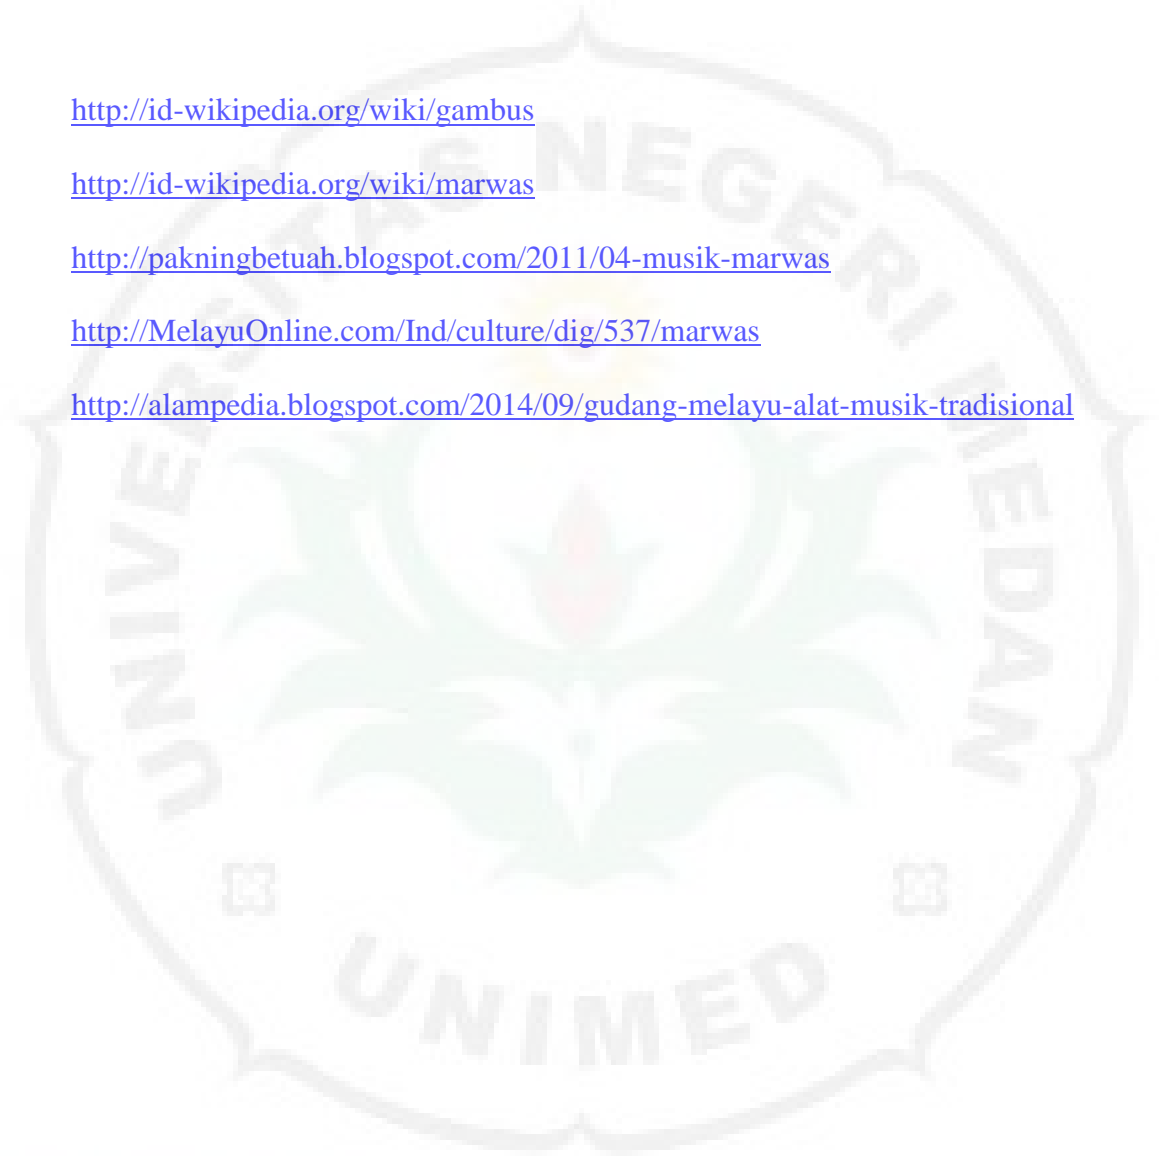 http://id-wikipedia.org/wiki/gambus
http://id-wikipedia.org/wiki/marwas
http://pakningbetuah.blogspot.com/2011/04-musik-marwas
http://MelayuOnline.com/Ind/culture/dig/537/marwas
http://alampedia.blogspot.com/2014/09/gudang-melayu-alat-musik-tradisional
UNIVERSITAS NEGERI MEDAN
UNIMED